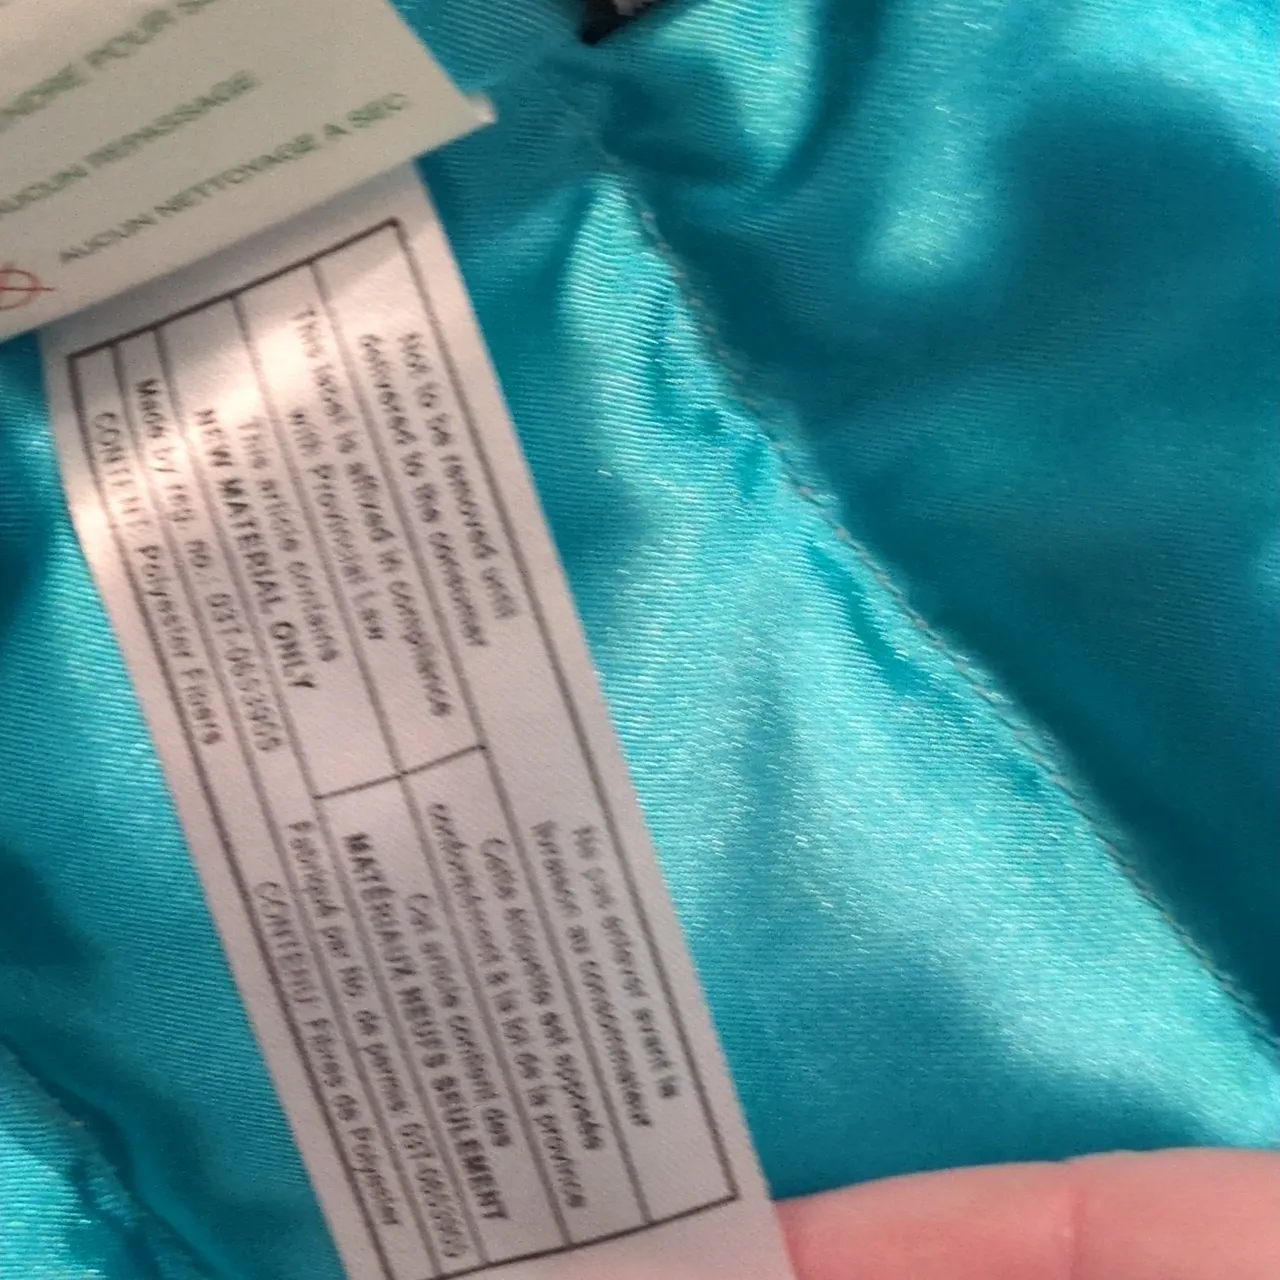 POUR
AUCUN REPASSAGE
AUCUN NETTOYAGE A SEC
Not to be removed until
delivered to the consumer
This label is affixed in compliance
with Provincial Law
This article contains
NEW MATERIAL ONLY
Made by reg. no.:
CONTENT: Polyester Fibers
Ne pas enlever avant la
livraison au consommateur
Cette étiquette est apposée
conformément à la loi de la province
Cet article contient des
MATÉRIAUX NEUFS SEULEMENT
Fabriqué par No. de permis:
CONTENU: Fibres de Polyester